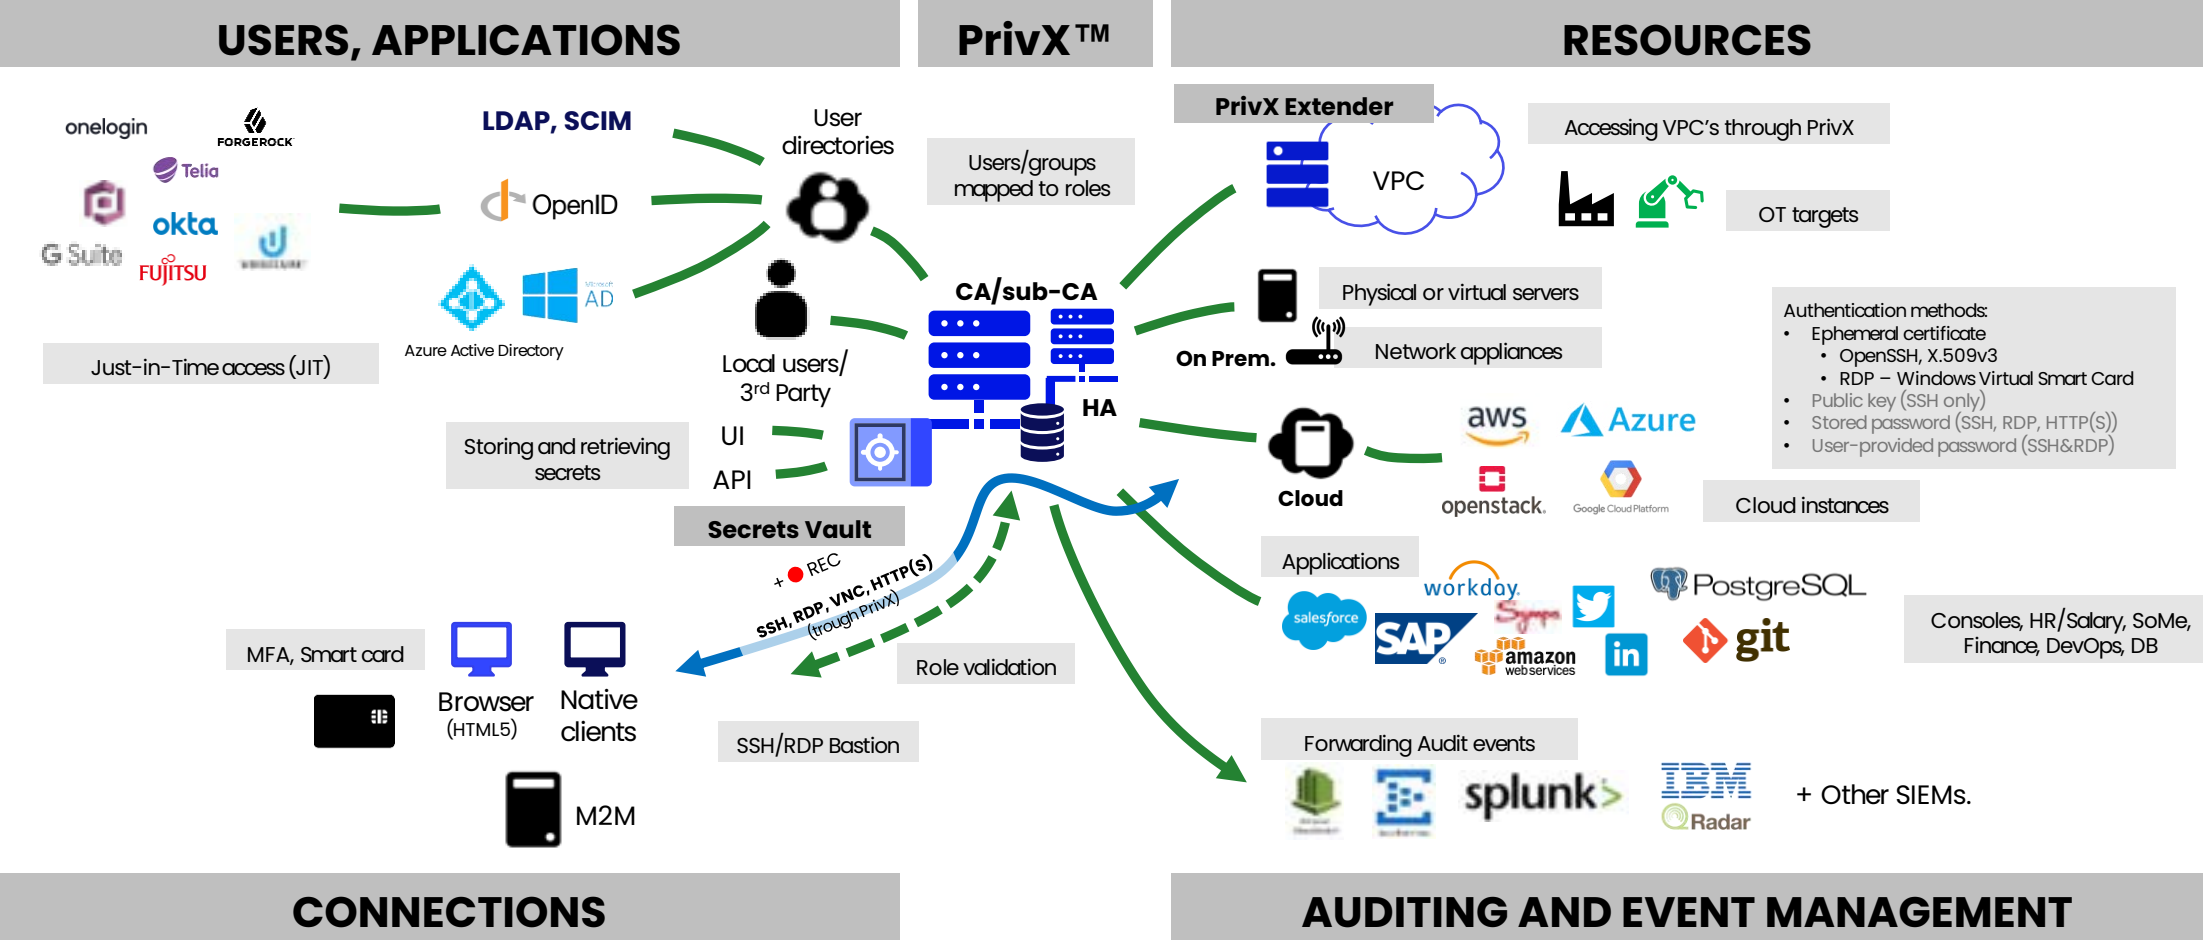 USERS, APPLICATIONS
PrivX™
RESOURCES
onelogin
FORGEROCK
Telia
okta
G Suite
FUJITSU
LDAP, SCIM
OpenID
Microsoft
AD
Azure Active Directory
Just-in-Time access (JIT)
User
directories
Local users/
3rd Party
Users/groups
mapped to roles
CA/sub-CA
HA
Storing and retrieving
secrets
UI
API
Secrets Vault
+ REC
SSH, RDP, VNC, HTTP(S)
(trough PrivX)
Role validation
SSH/RDP Bastion
MFA, Smart card
Browser
(HTML5)
Native
clients
M2M
PrivX Extender
VPC
Accessing VPC's through PrivX
OT targets
Physical or virtual servers
On Prem.
Network appliances
Authentication methods:
• Ephemeral certificate
• OpenSSH, X.509v3
• RDP – Windows Virtual Smart Card
• Public key (SSH only)
• Stored password (SSH, RDP, HTTP(S))
• User-provided password (SSH&RDP)
Cloud
aws
Azure
openstack.
Google Cloud Platform
Cloud instances
Applications
workday.
salesforce
SAP
Sympa
amazon
web services
in
PostgreSQL
git
Consoles, HR/Salary, SoMe,
Finance, DevOps, DB
Forwarding Audit events
splunk>
IBM
QRadar
+ Other SIEMs.
CONNECTIONS
AUDITING AND EVENT MANAGEMENT